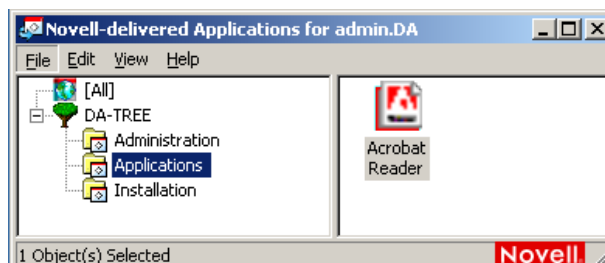 Novell-delivered Applications for admin.DA
File Edit View Help
[All]
DA-TREE
Administration
Applications
Installation
Acrobat
Reader
1 Object(s) Selected
Novell.